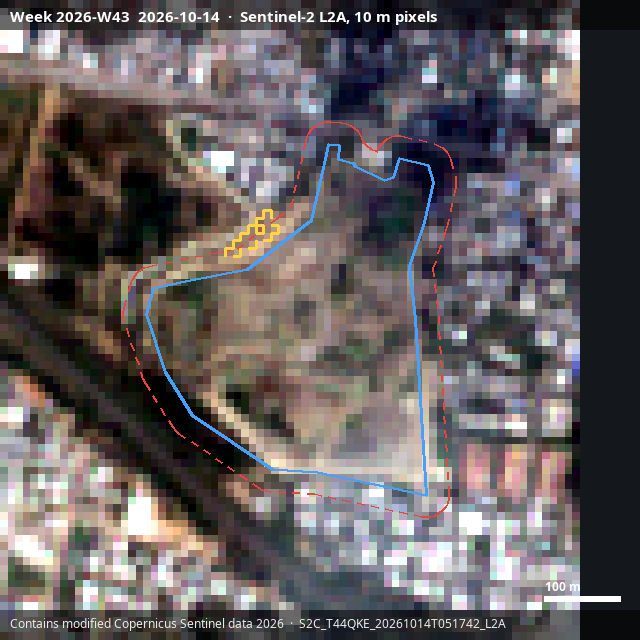 Week 2026-W43  2026-10-14  ·  Sentinel-2 L2A, 10 m pixels
100 m
Contains modified Copernicus Sentinel data 2026  ·  S2C_T44QKE_20261014T051742_L2A